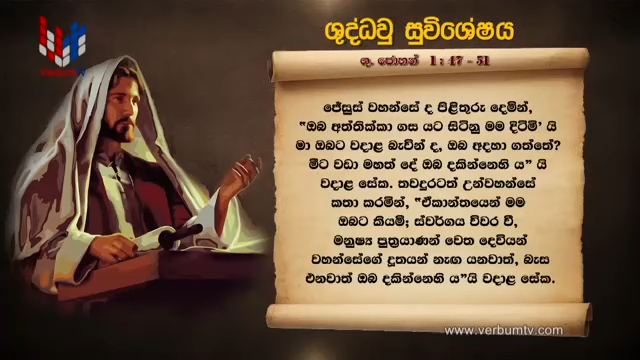 VERBUMTV
ශුද්ධවූ සුවිශේෂය
ශු. ජොහන් 1 : 47 - 51
ජේසුස් වහන්සේ ද පිළිතුරු දෙමින්,
“ඔබ අත්තික්කා ගස යට සිටිනු මම දිටිමි’ යි
මා ඔබට වදාළ බැවින් ද, ඔබ අදහා ගත්තේ?
මීට වඩා මහත් දේ ඔබ දකින්නෙහි ය” යි
වදාළ සේක. තවදුරටත් උන්වහන්සේ
කතා කරමින්, “ඒකාන්තයෙන් මම
ඔබට කියමි; ස්වර්ගය විවර වී,
මනුෂ්‍ය පුත්‍රයාණන් වෙත දෙවියන්
වහන්සේගේ දූතයන් නැඟ යනවාත්, බැස
එනවාත් ඔබ දකින්නෙහි ය”යි වදාළ සේක.
www.verbumtv.com